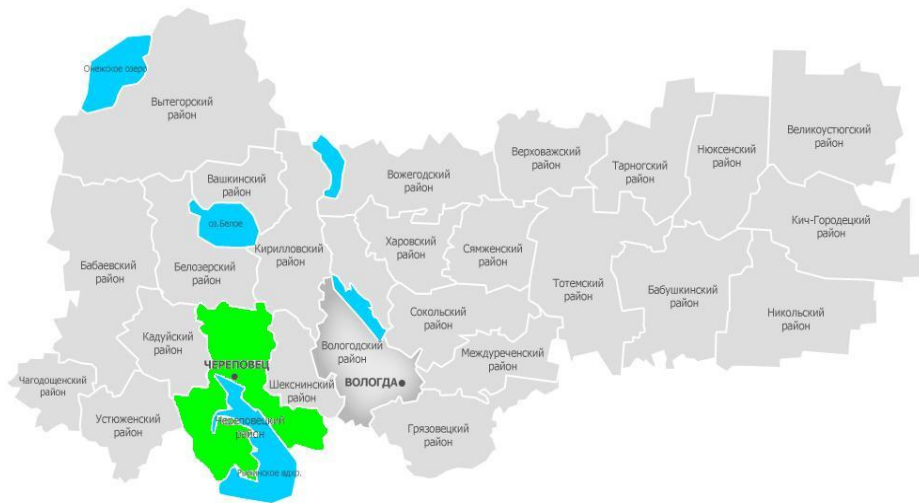 Онежское озеро
Вытегорский
район
Великоустюгский
район
Нюксенский
район
Верховажский
район
Тарногский
район
Вожегодский
район
Вашкинский
район
оз.Белое
Кич-Городецкий
район
Харовский
район
Сямженский
район
Кирилловский
район
Бабаевский
район
Белозерский
район
Тотемский
район
Бабушкинский
район
Никольский
район
Сокольский
район
Кадуйский
район
Вологодский
район
Междуреченский
район
ЧЕРЕПОВЕЦ
Чагодощенский
район
Шекснинский
район
ВОЛОГДА
Устюженский
район
Череповецкий
район
Грязовецкий
район
Рыбинское вдхр.